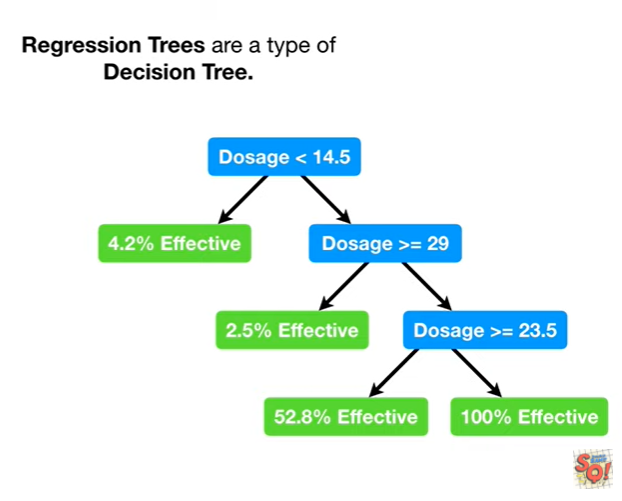 Regression Trees are a type of
Decision Tree.
Dosage < 14.5
4.2% Effective
Dosage >= 29
2.5% Effective
Dosage >= 23.5
52.8% Effective
100% Effective
SQ!